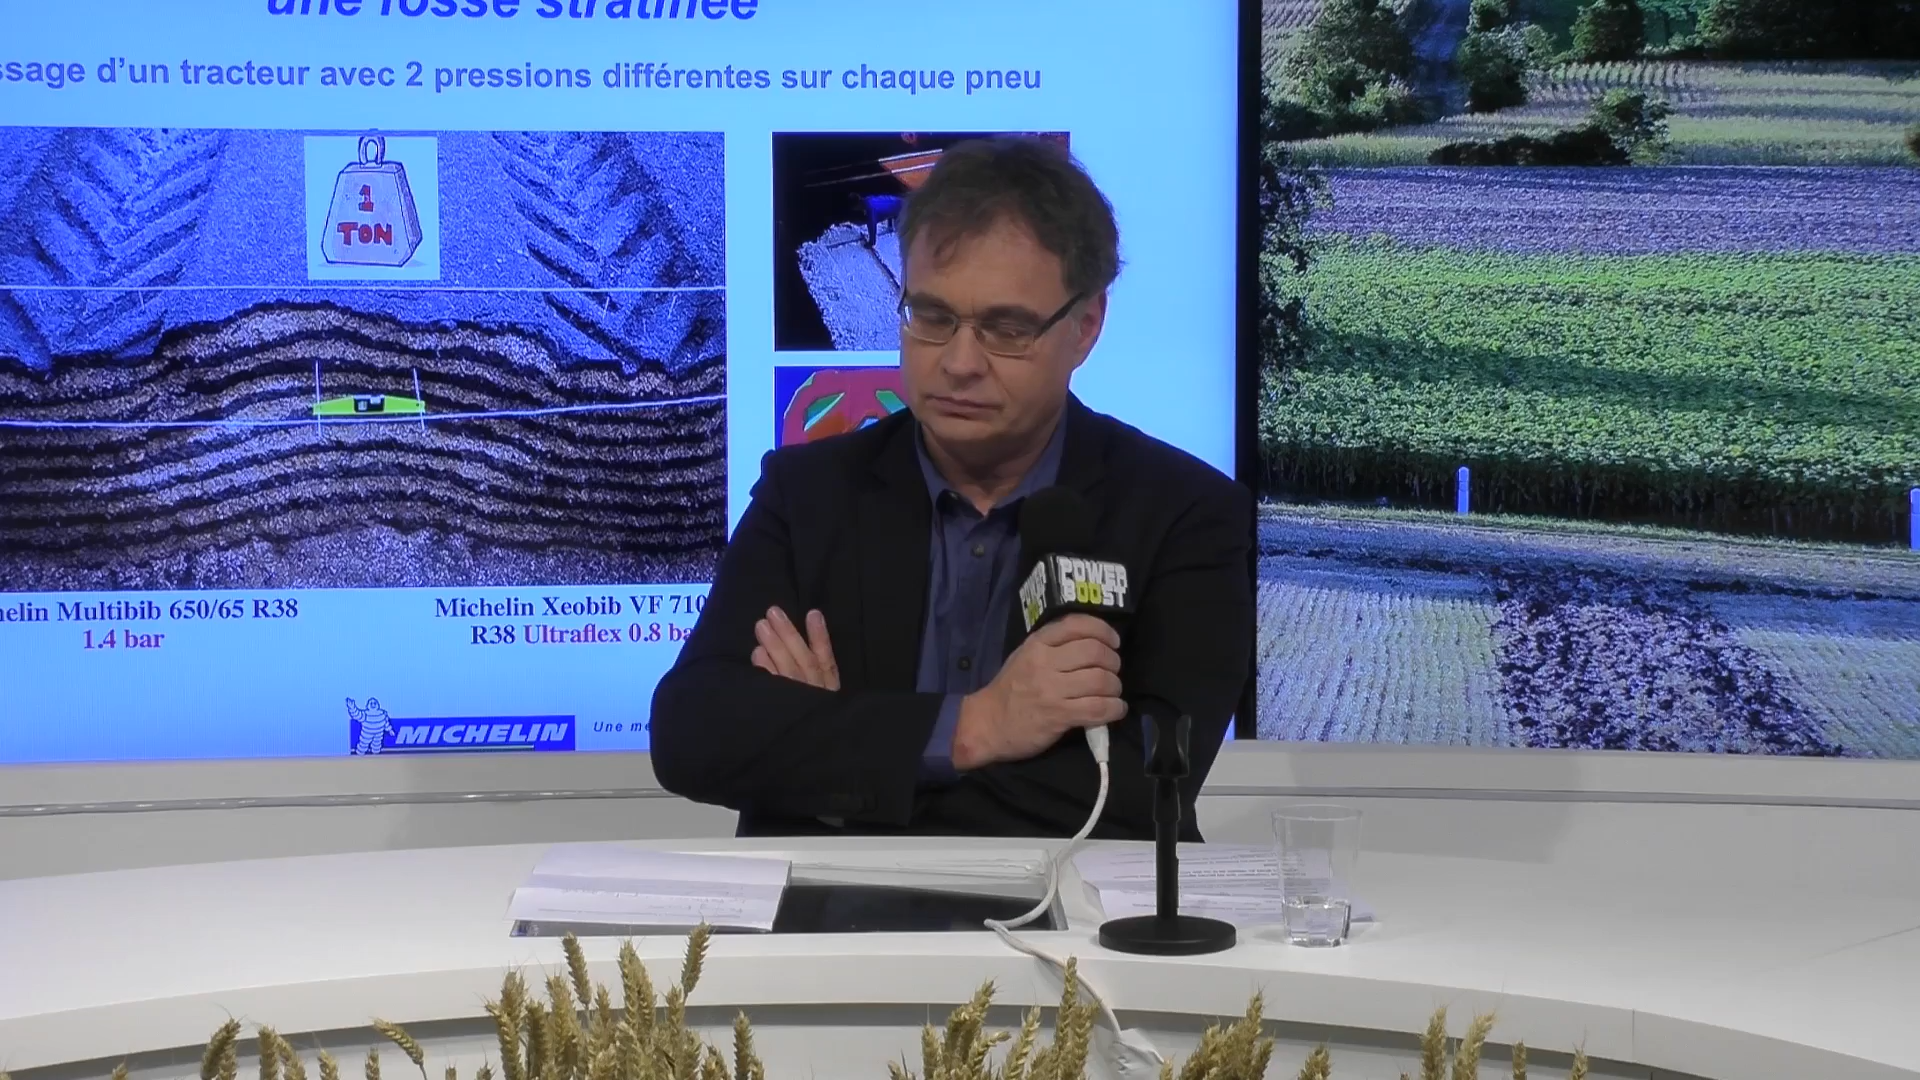 une fosse stratifiée
ssage d'un tracteur avec 2 pressions différentes sur chaque pneu
1
TON
helin Multibib 650/65 R38
1.4 bar
Michelin Xeobib VF 710
R38 Ultraflex 0.8 ba
MICHELIN
Une me
POWER
BOOST